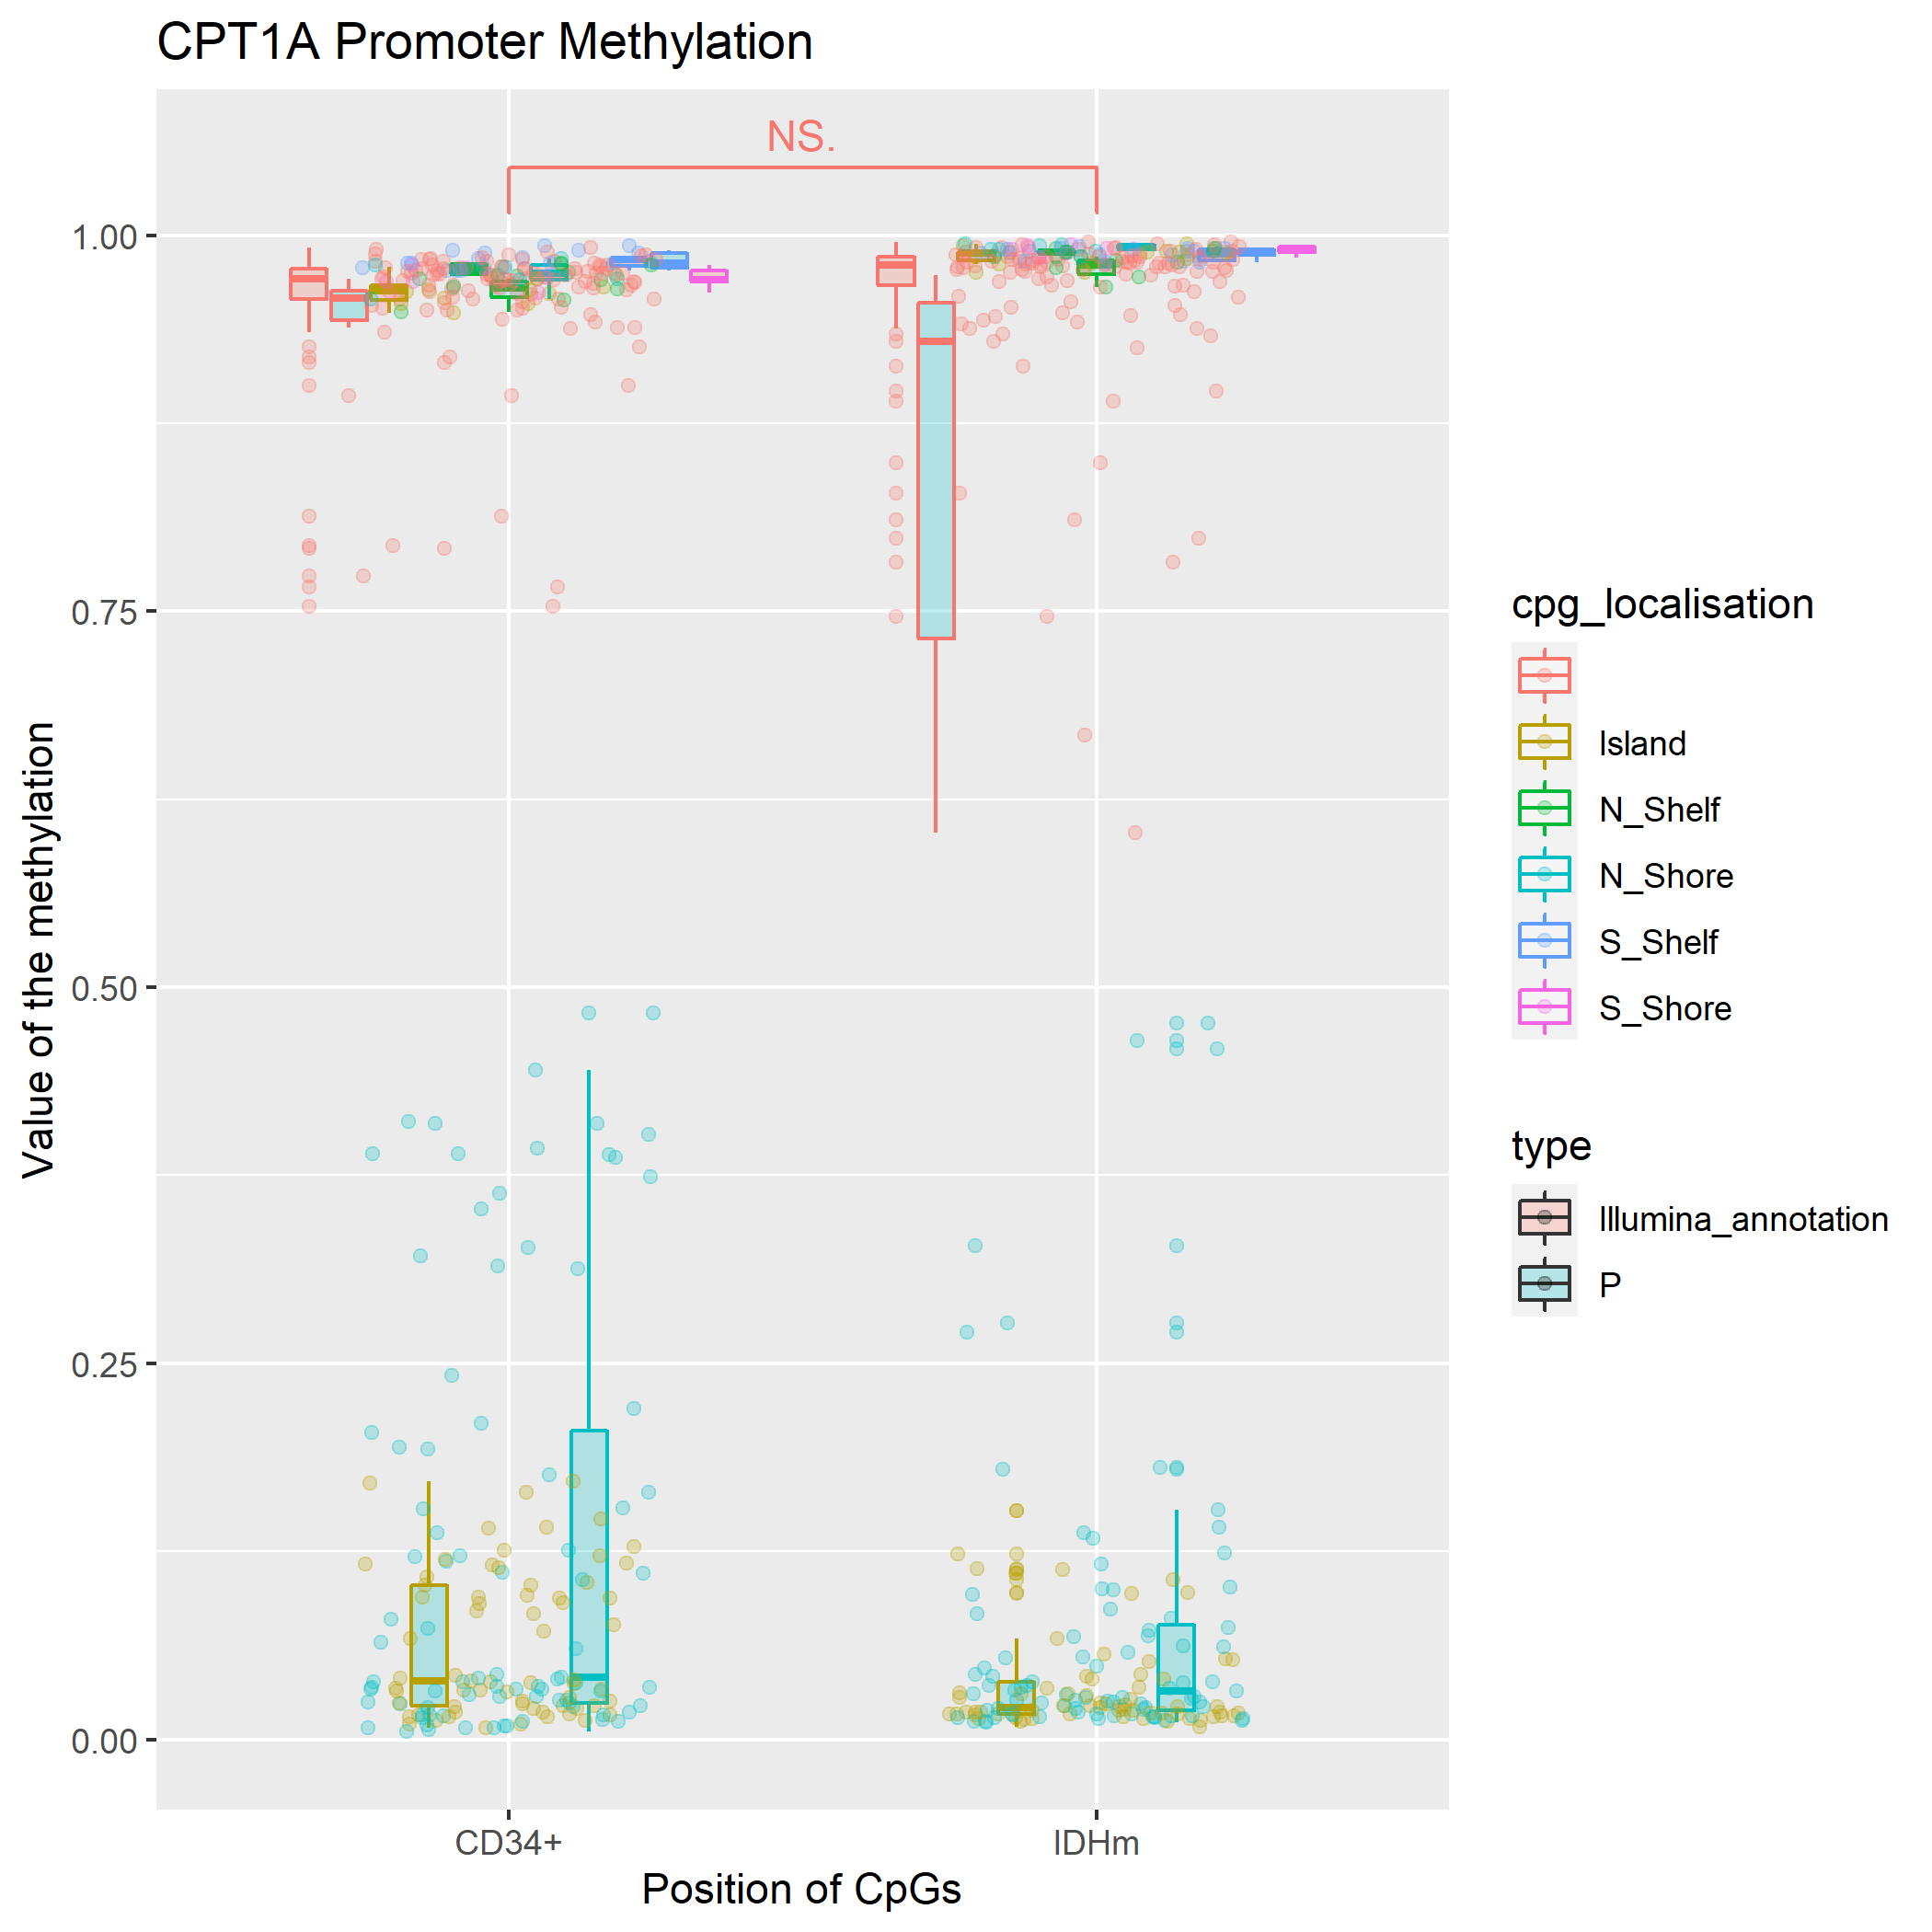 CPT1A Promoter Methylation
NS.
1.00
0.75
0.50
0.25
0.00
Value of the methylation
CD34+
IDHm
Position of CpGs
cpg_localisation
Island
N_Shelf
N_Shore
S_Shelf
S_Shore
type
Illumina_annotation
P